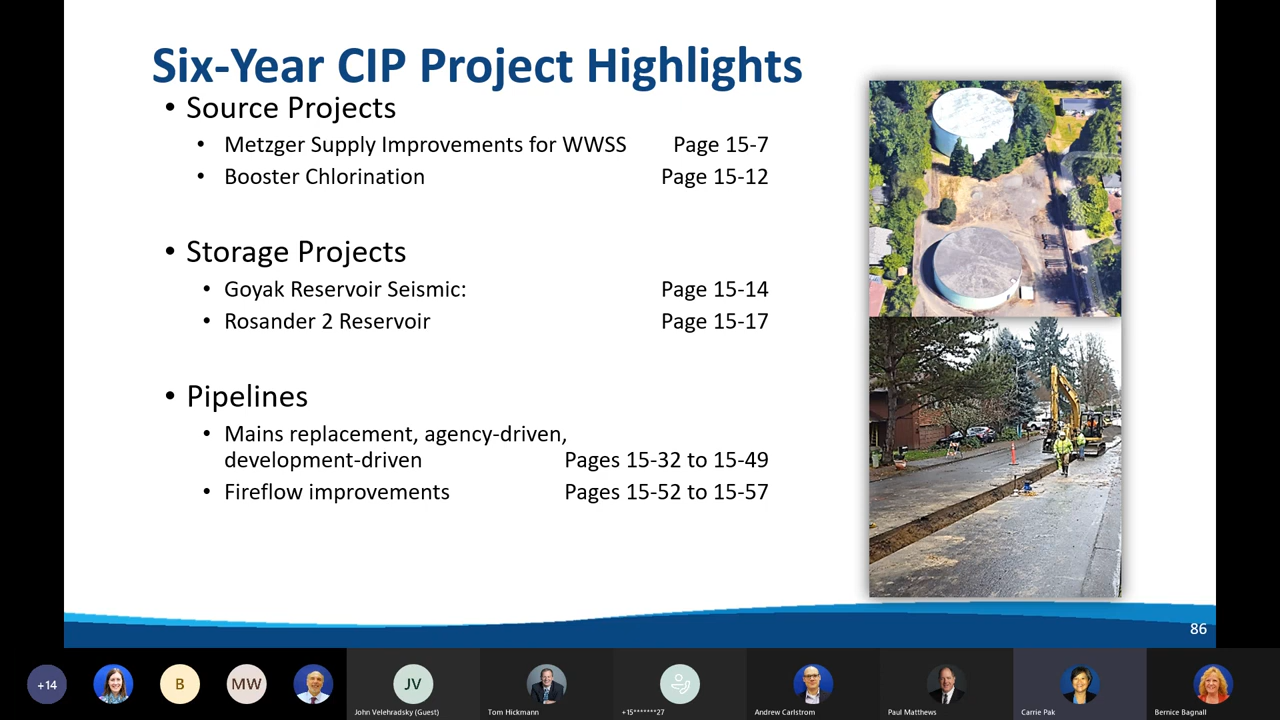 Six-Year CIP Project Highlights
• Source Projects
• Metzger Supply Improvements for WWSS Page 15-7
• Booster Chlorination Page 15-12
• Storage Projects
• Goyak Reservoir Seismic: Page 15-14
• Rosander 2 Reservoir Page 15-17
• Pipelines
• Mains replacement, agency-driven,
development-driven Pages 15-32 to 15-49
• Fireflow improvements Pages 15-52 to 15-57
86
+14
B
MW
JV
John Velehradsky (Guest)
Tom Hickmann
+15*******27
Andrew Carlstrom
Paul Matthews
Carrie Pak
Bernice Bagnall